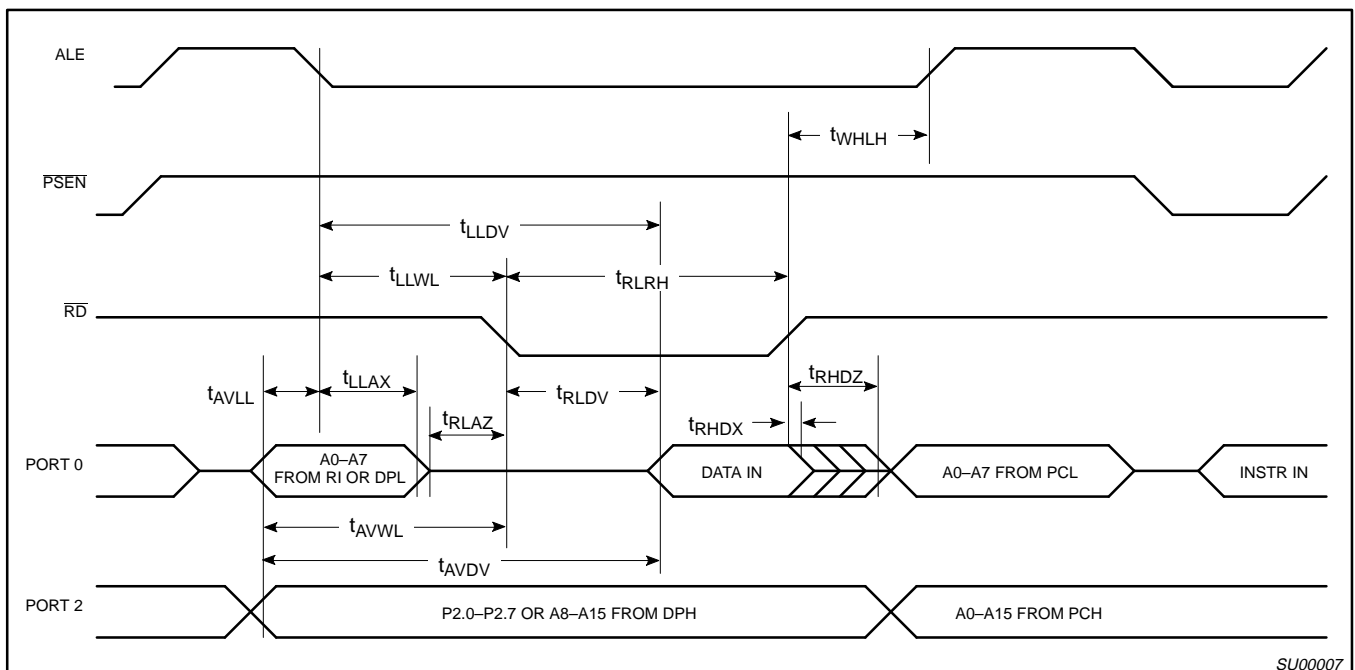 ALE
tWHLH
PSEN
tLLDV
tLLWL
tRLRH
RD
tAVLL
tLLAX
tRLDV
tRHDZ
tRLAZ
tRHDX
PORT 0
A0–A7
FROM RI OR DPL
DATA IN
A0–A7 FROM PCL
INSTR IN
tAVWL
tAVDV
PORT 2
P2.0–P2.7 OR A8–A15 FROM DPH
A0–A15 FROM PCH
SU00007